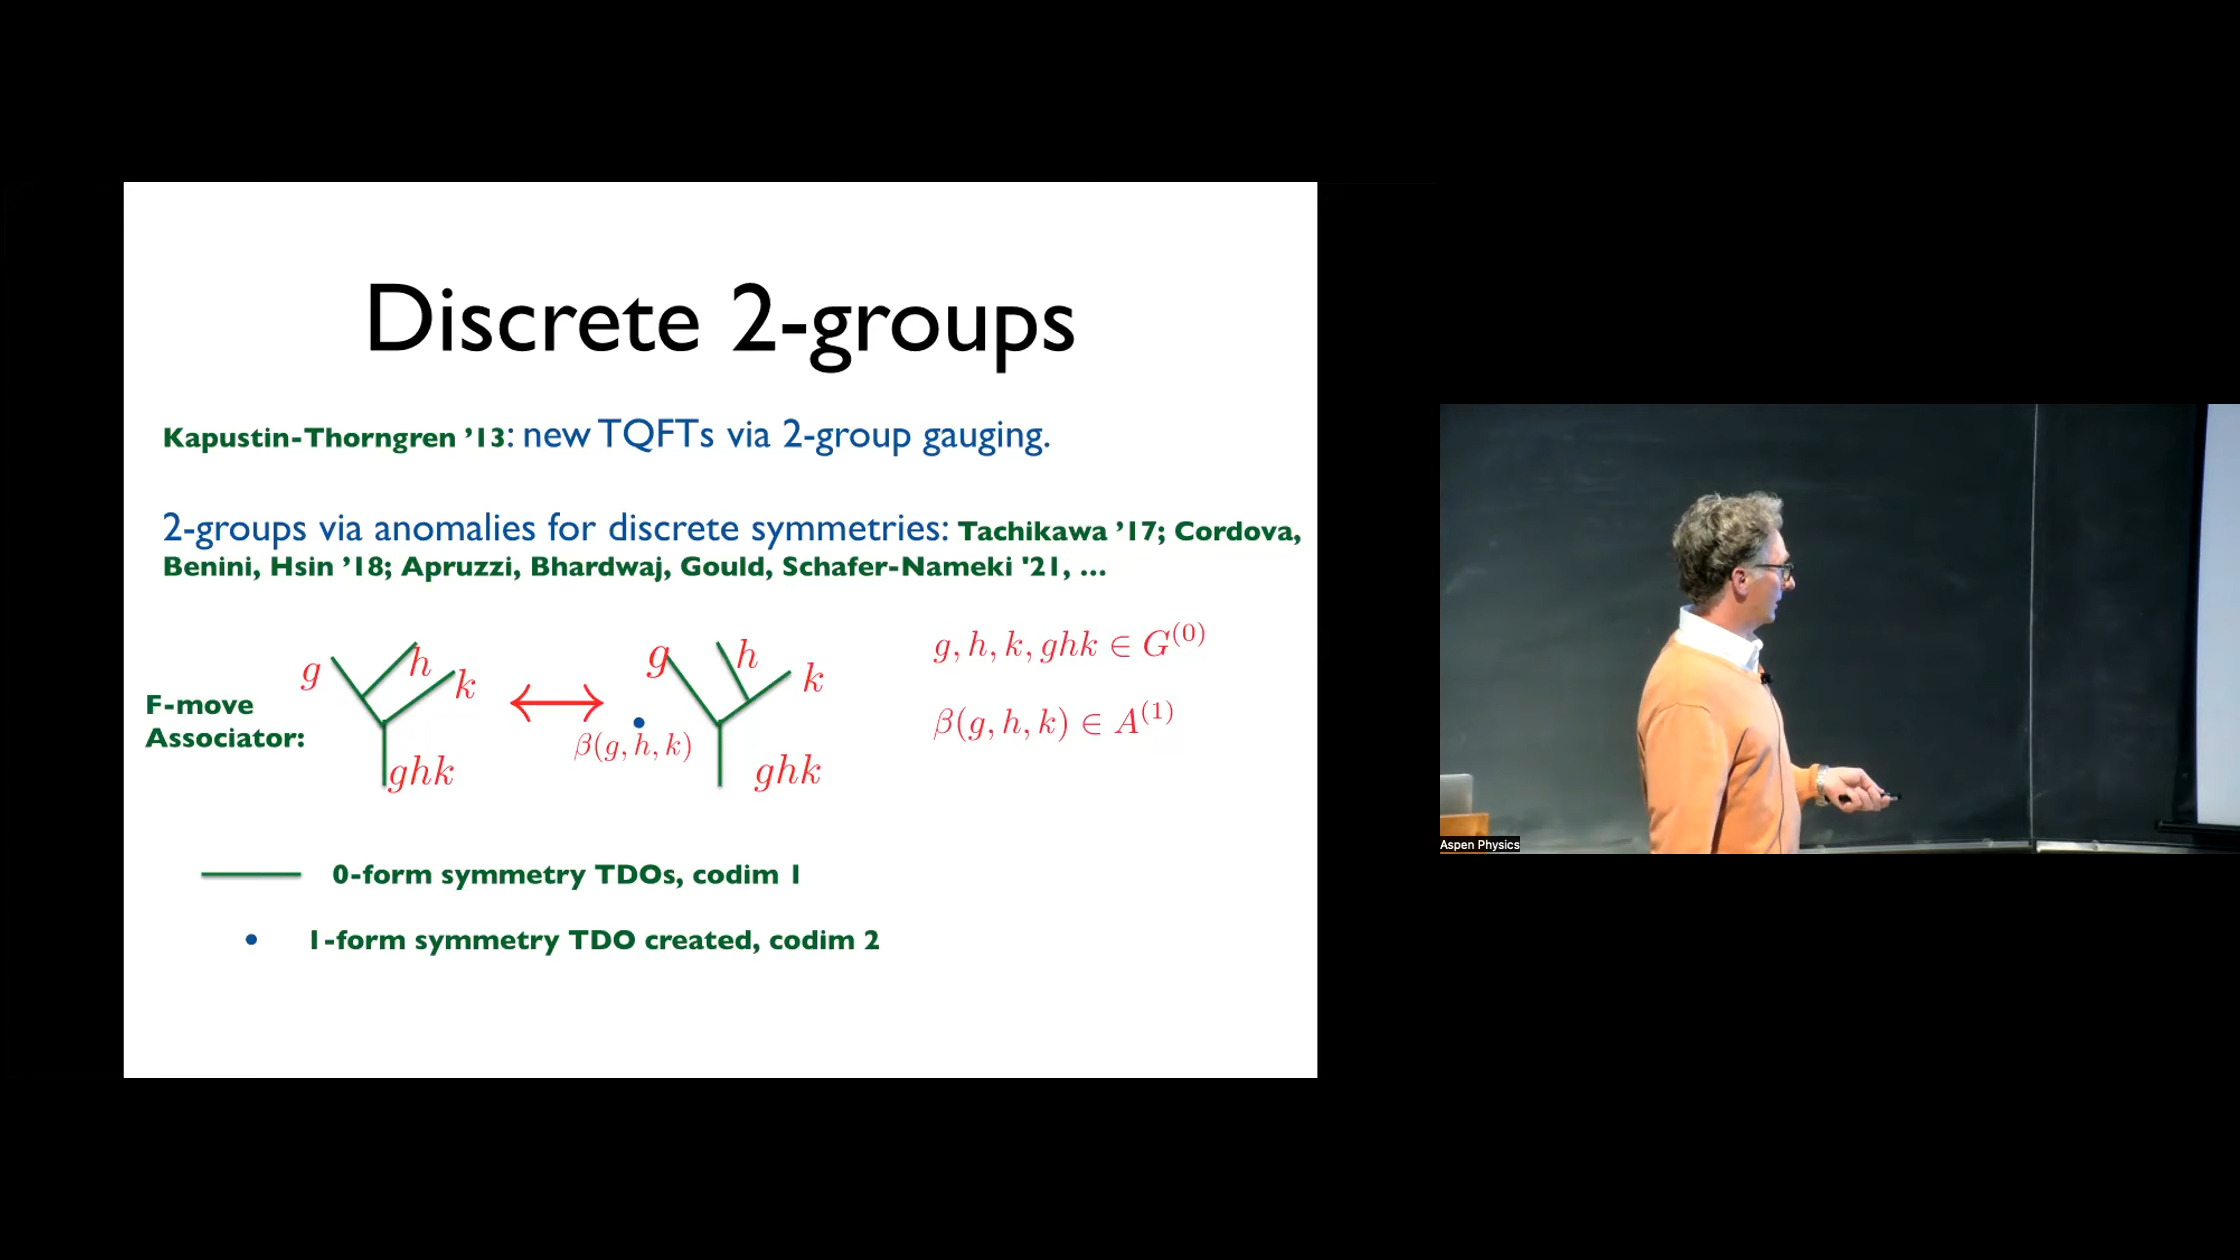 Discrete 2-groups
Kapustin-Thorngren ’13: new TQFTs via 2-group gauging.
2-groups via anomalies for discrete symmetries: Tachikawa ’17; Cordova,
Benini, Hsin ’18; Apruzzi, Bhardwaj, Gould, Schafer-Nameki '21, ...
F-move
Associator:
g
h
k
ghk
β(g, h, k)
g
h
k
ghk
g, h, k, ghk ∈ G⁽⁰⁾
β(g, h, k) ∈ A⁽¹⁾
0-form symmetry TDOs, codim 1
1-form symmetry TDO created, codim 2
Aspen Physics